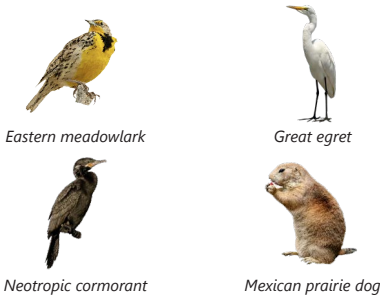 Eastern meadowlark
Great egret
Neotropic cormorant
Mexican prairie dog